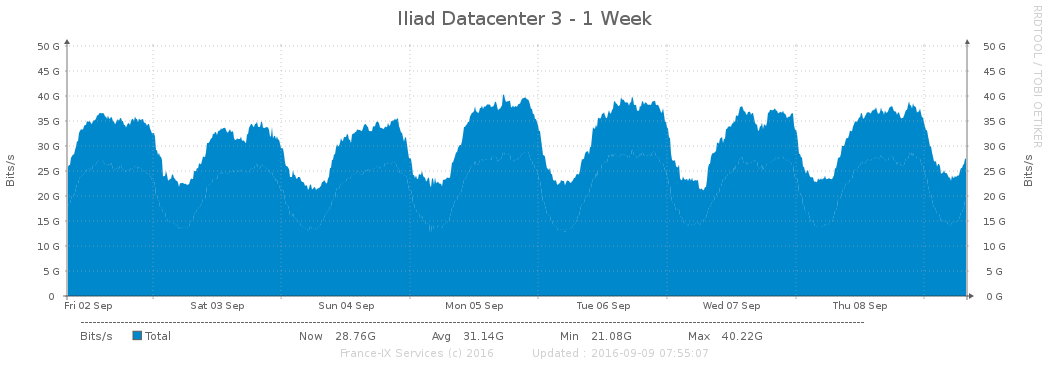 Iliad Datacenter 3 - 1 Week
RRDTOOL / TOBI OETIKER
50 G 50 G
45 G 45 G
40 G 40 G
35 G 35 G
30 G 30 G
25 G 25 G
20 G 20 G
15 G 15 G
10 G 10 G
5 G 5 G
0 0 G
Bits/s
Bits/s
Fri 02 Sep Sat 03 Sep Sun 04 Sep Mon 05 Sep Tue 06 Sep Wed 07 Sep Thu 08 Sep
Bits/s Total Now 28.76G Avg 31.14G Min 21.08G Max 40.22G
France-IX Services (c) 2016 Updated : 2016-09-09 07:55:07